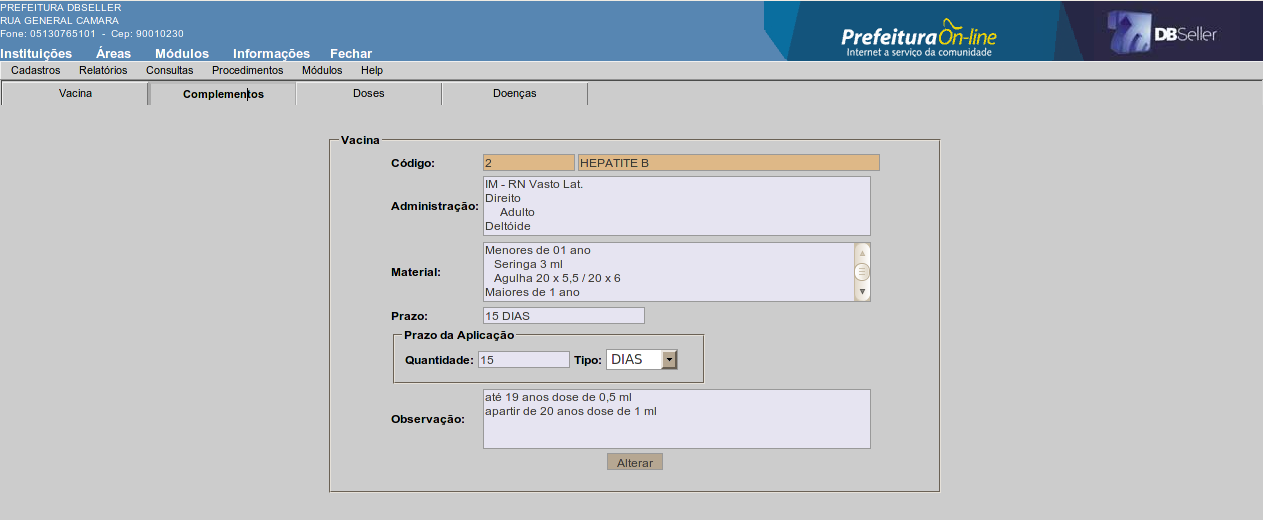 PREFEITURA DBSELLER
RUA GENERAL CAMARA
Fone: 05130765101 - Cep: 90010230
Prefeitura On-line
Internet a serviço da comunidade
DBSeller
Instituições Áreas Módulos Informações Fechar
Cadastros Relatórios Consultas Procedimentos Módulos Help
Vacina Complementos Doses Doenças
Vacina
Código: 2 HEPATITE B
Administração:
IM - RN Vasto Lat.
Direito
Adulto
Deltóide
Material:
Menores de 01 ano
Seringa 3 ml
Agulha 20 x 5,5 / 20 x 6
Maiores de 1 ano
Prazo: 15 DIAS
Prazo da Aplicação
Quantidade: 15 Tipo: DIAS
Observação:
até 19 anos dose de 0,5 ml
apartir de 20 anos dose de 1 ml
Alterar